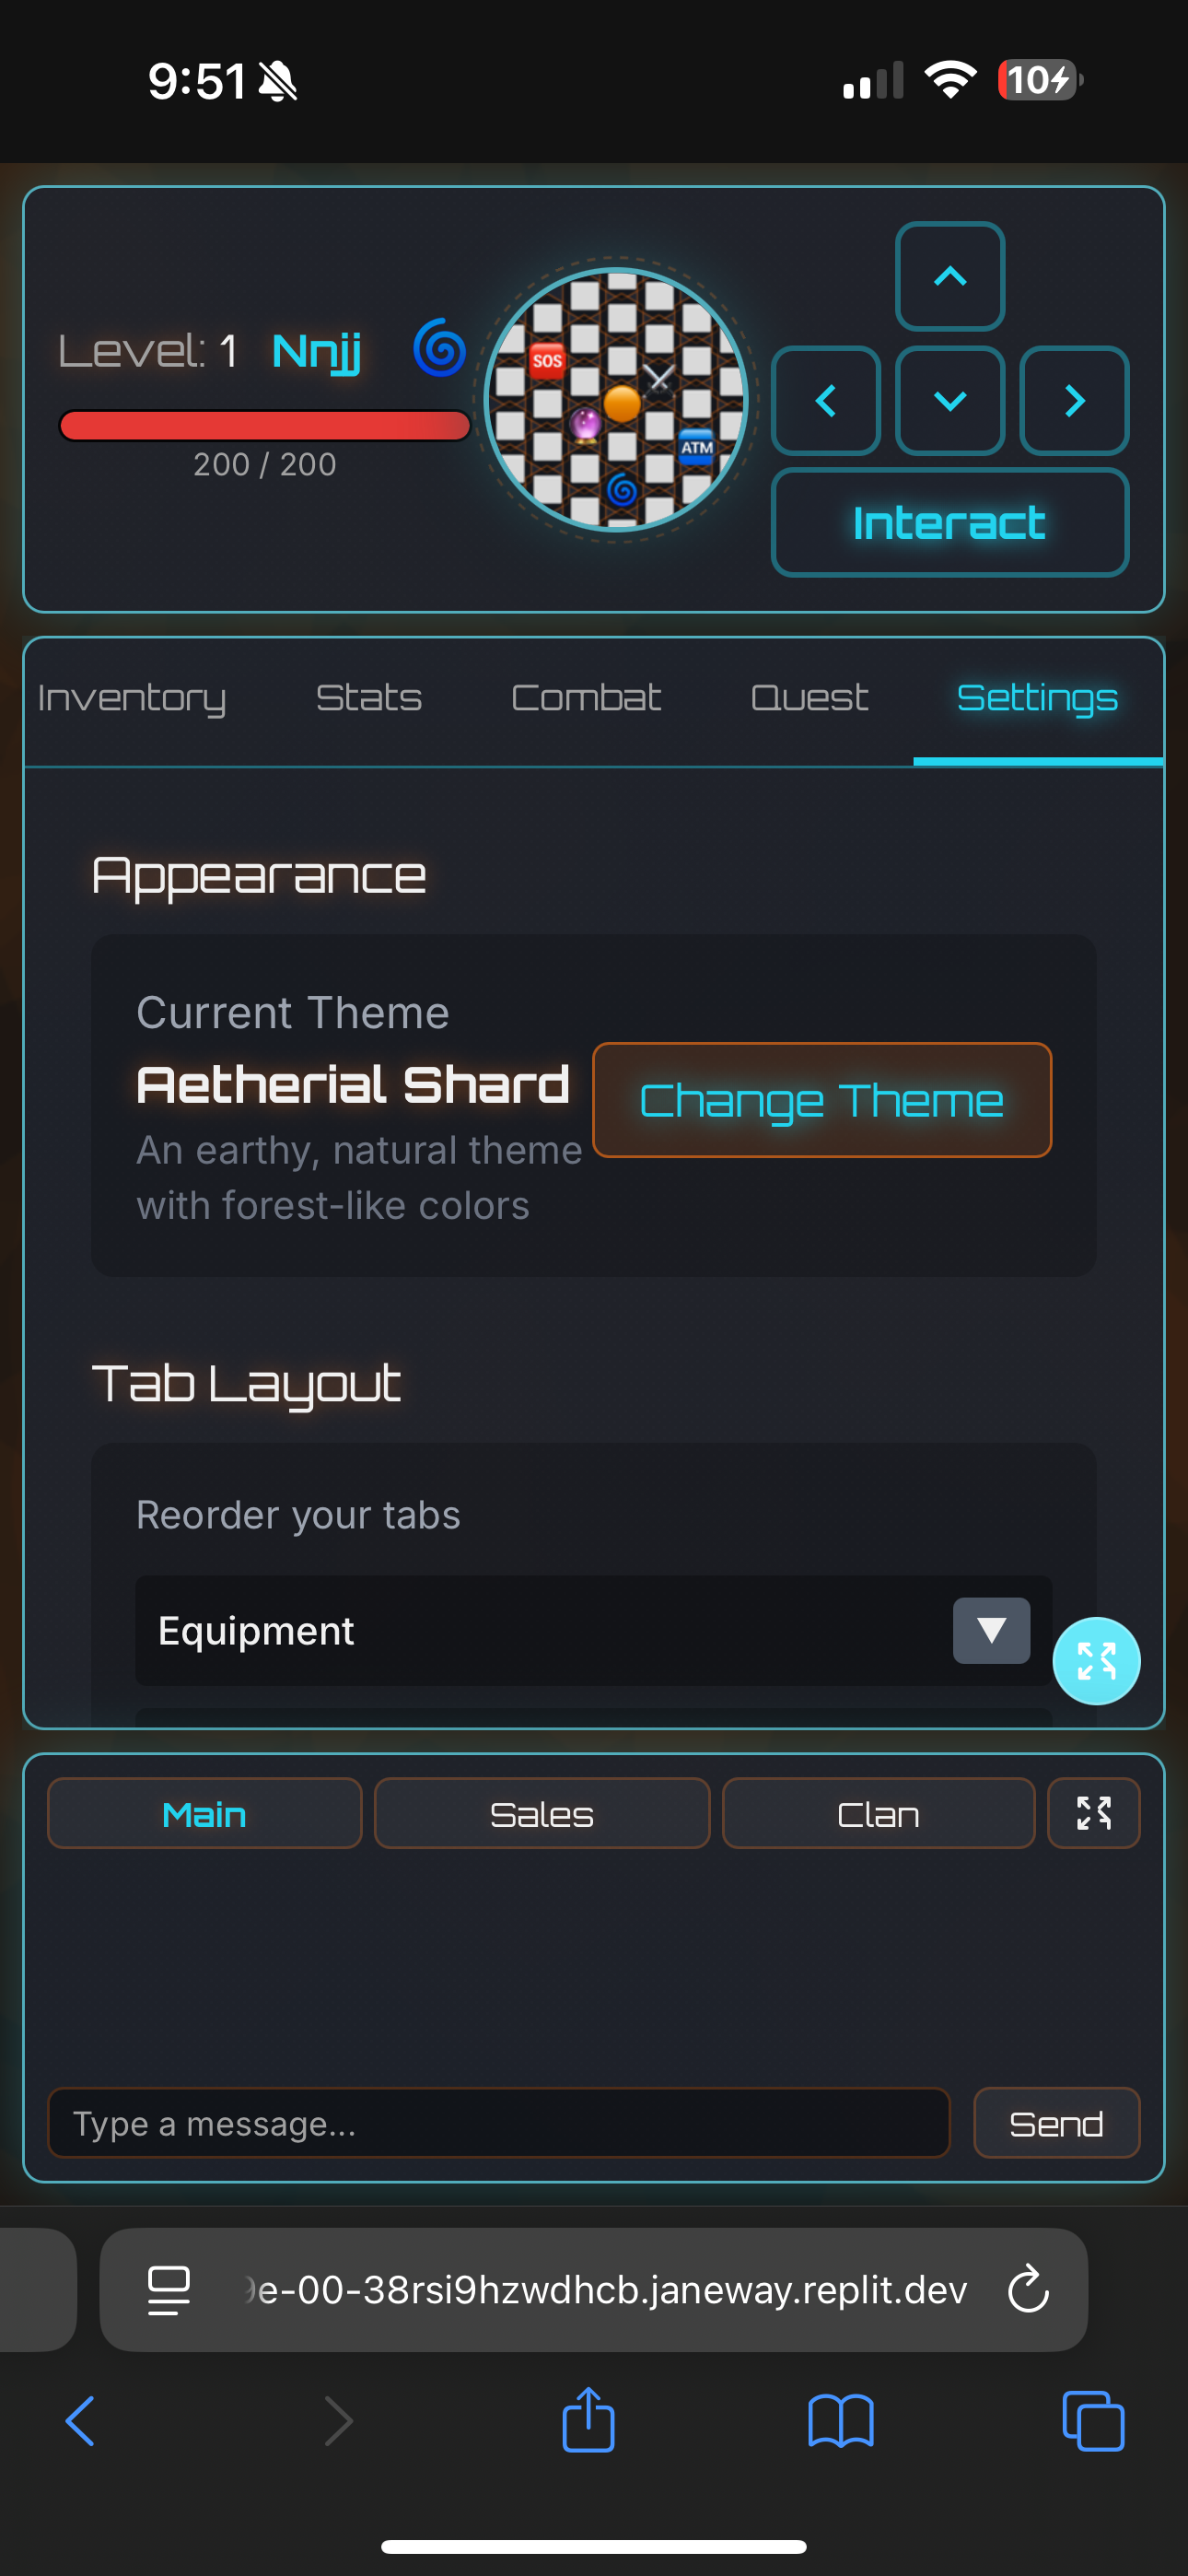 9:51
10
Level: 1 Nnjj
200 / 200
SOS
ATM
Interact
Inventory Stats Combat Quest Settings
Appearance
Current Theme
Aetherial Shard
Change Theme
An earthy, natural theme
with forest-like colors
Tab Layout
Reorder your tabs
Equipment
Main Sales Clan
Type a message...
Send
e-00-38rsi9hzwdhcb.janeway.replit.dev